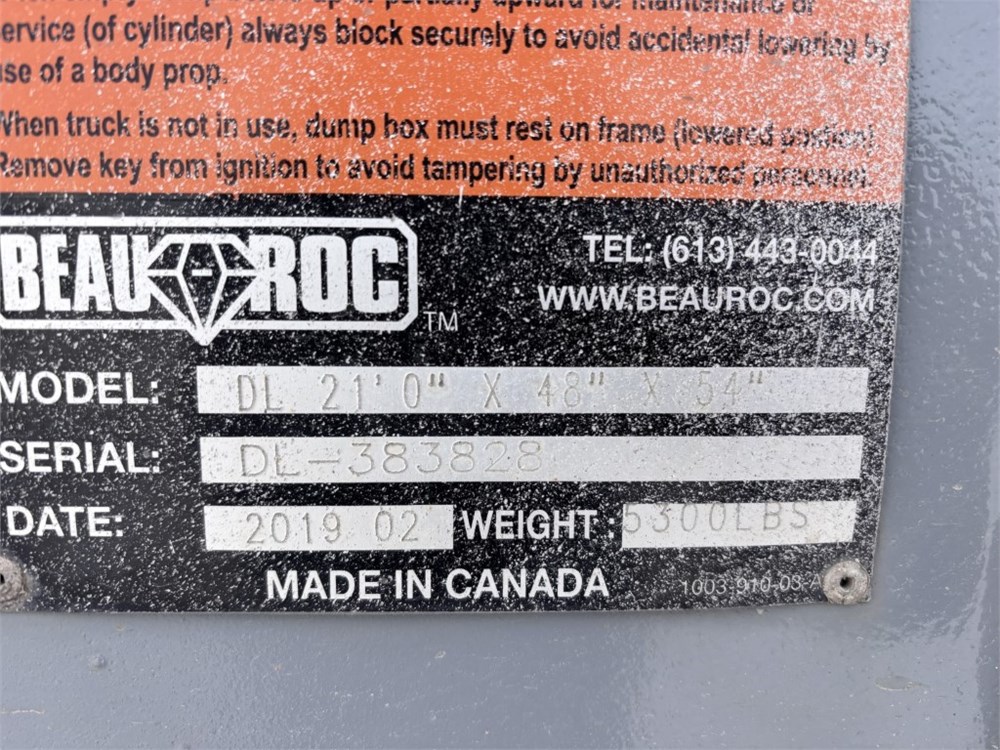 ervice (of cylinder) always block securely to avoid accidental lowering by
use of a body prop.
When truck is not in use, dump box must rest on frame (lowered position)
Remove key from ignition to avoid tampering by unauthorized personnel.
BEAU ROC TM
TEL: (613) 443-0044
WWW.BEAUROC.COM
MODEL: DL 21'0" X 48" X 54"
SERIAL: DL-383828
DATE: 2019 02 WEIGHT: 5300LBS
MADE IN CANADA 1003-910-03-A